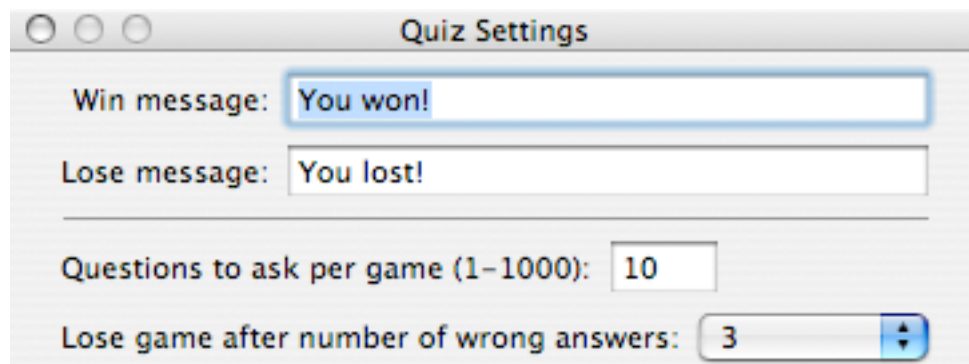 Quiz Settings
Win message: You won!
Lose message: You lost!
Questions to ask per game (1–1000): 10
Lose game after number of wrong answers: 3